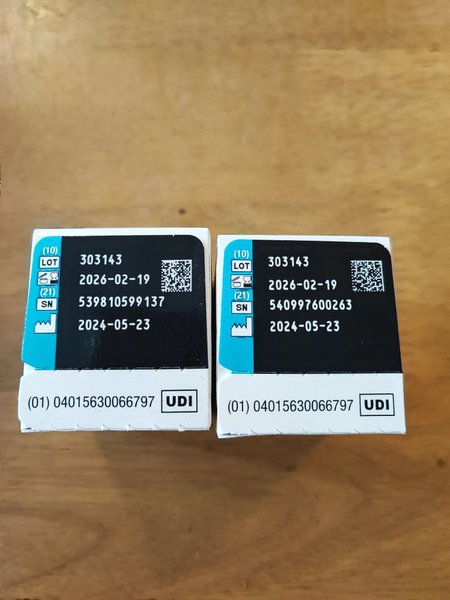 (10)
LOT 303143
2026-02-19
(21)
SN 539810599137
2024-05-23
(01) 04015630066797 UDI
(10)
LOT 303143
2026-02-19
(21)
SN 540997600263
2024-05-23
(01) 04015630066797 UDI